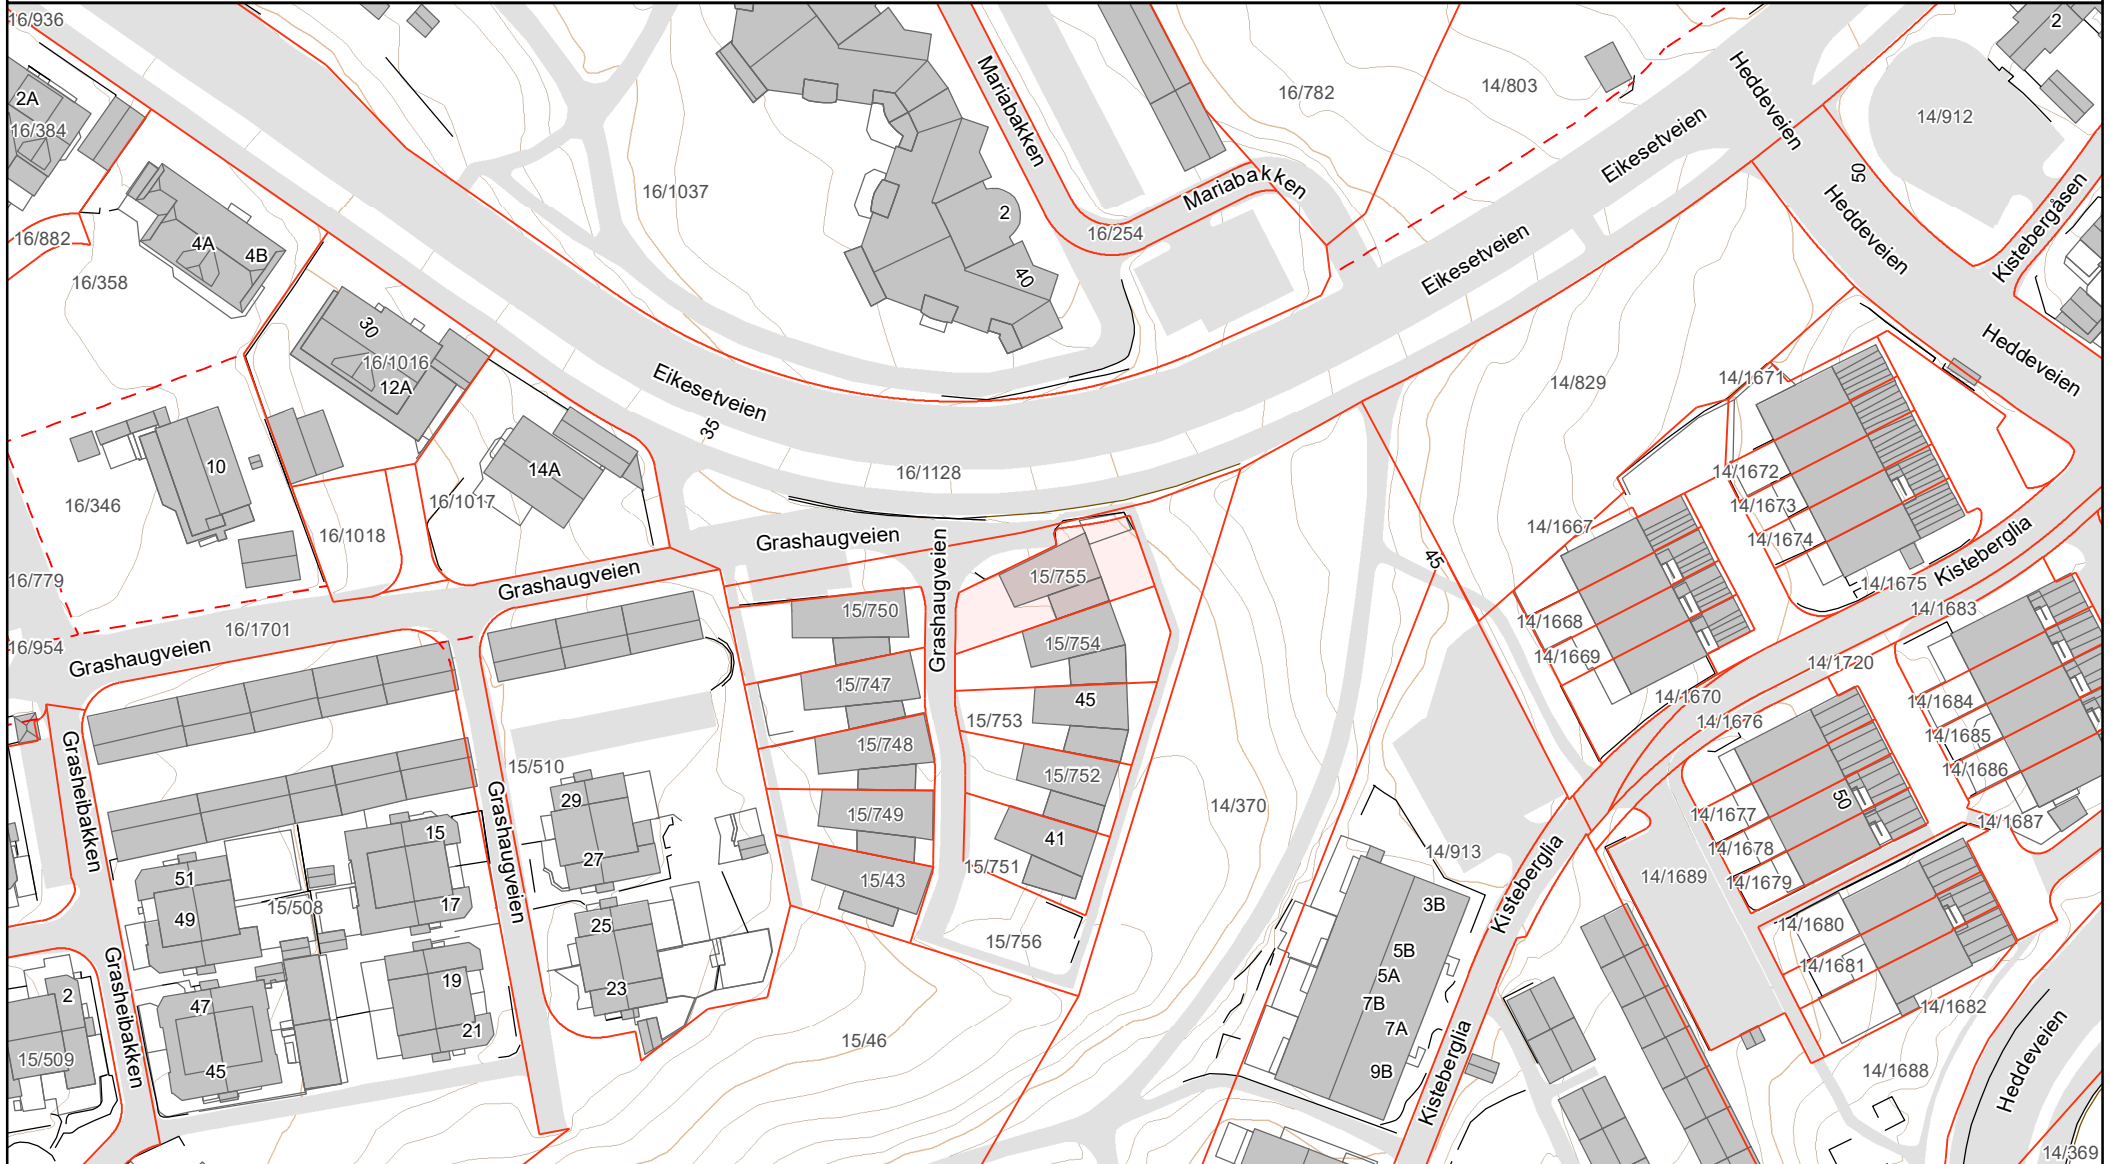 16/936
2
Mariabakken
16/782
14/803
Heddeveien
2A
16/384
14/912
Eikesetveien
50
16/1037
Mariabakken
Heddeveien
Kistebergåsen
2
16/254
16/882
4A
4B
16/358
Eikesetveien
40
30
16/1016
12A
Heddeveien
Eikesetveien
35
14/829
14/1671
10
14A
16/1128
14/1672
16/346
16/1017
14/1673
16/1018
14/1667
14/1674
Grashaugveien
Grashaugveien
Grashaugveien
15/755
45
Kisteberglia
16/779
14/1675
15/750
14/1683
16/1701
14/1668
16/954
Grashaugveien
15/754
14/1669
14/1720
15/747
45
14/1670
14/1684
15/753
14/1676
Grasheibakken
15/748
14/1685
15/510
15/752
14/1686
29
Grashaugveien
15/749
14/370
14/1677
50
14/1687
15
41
14/913
14/1678
27
51
15/43
15/751
14/1689
14/1679
49
15/508
17
3B
Kisteberglia
25
14/1680
15/756
5B
14/1681
19
5A
2
47
23
7B
14/1682
Grasheibakken
21
7A
15/46
15/509
45
9B
Kisteberglia
14/1688
Heddeveien
14/369